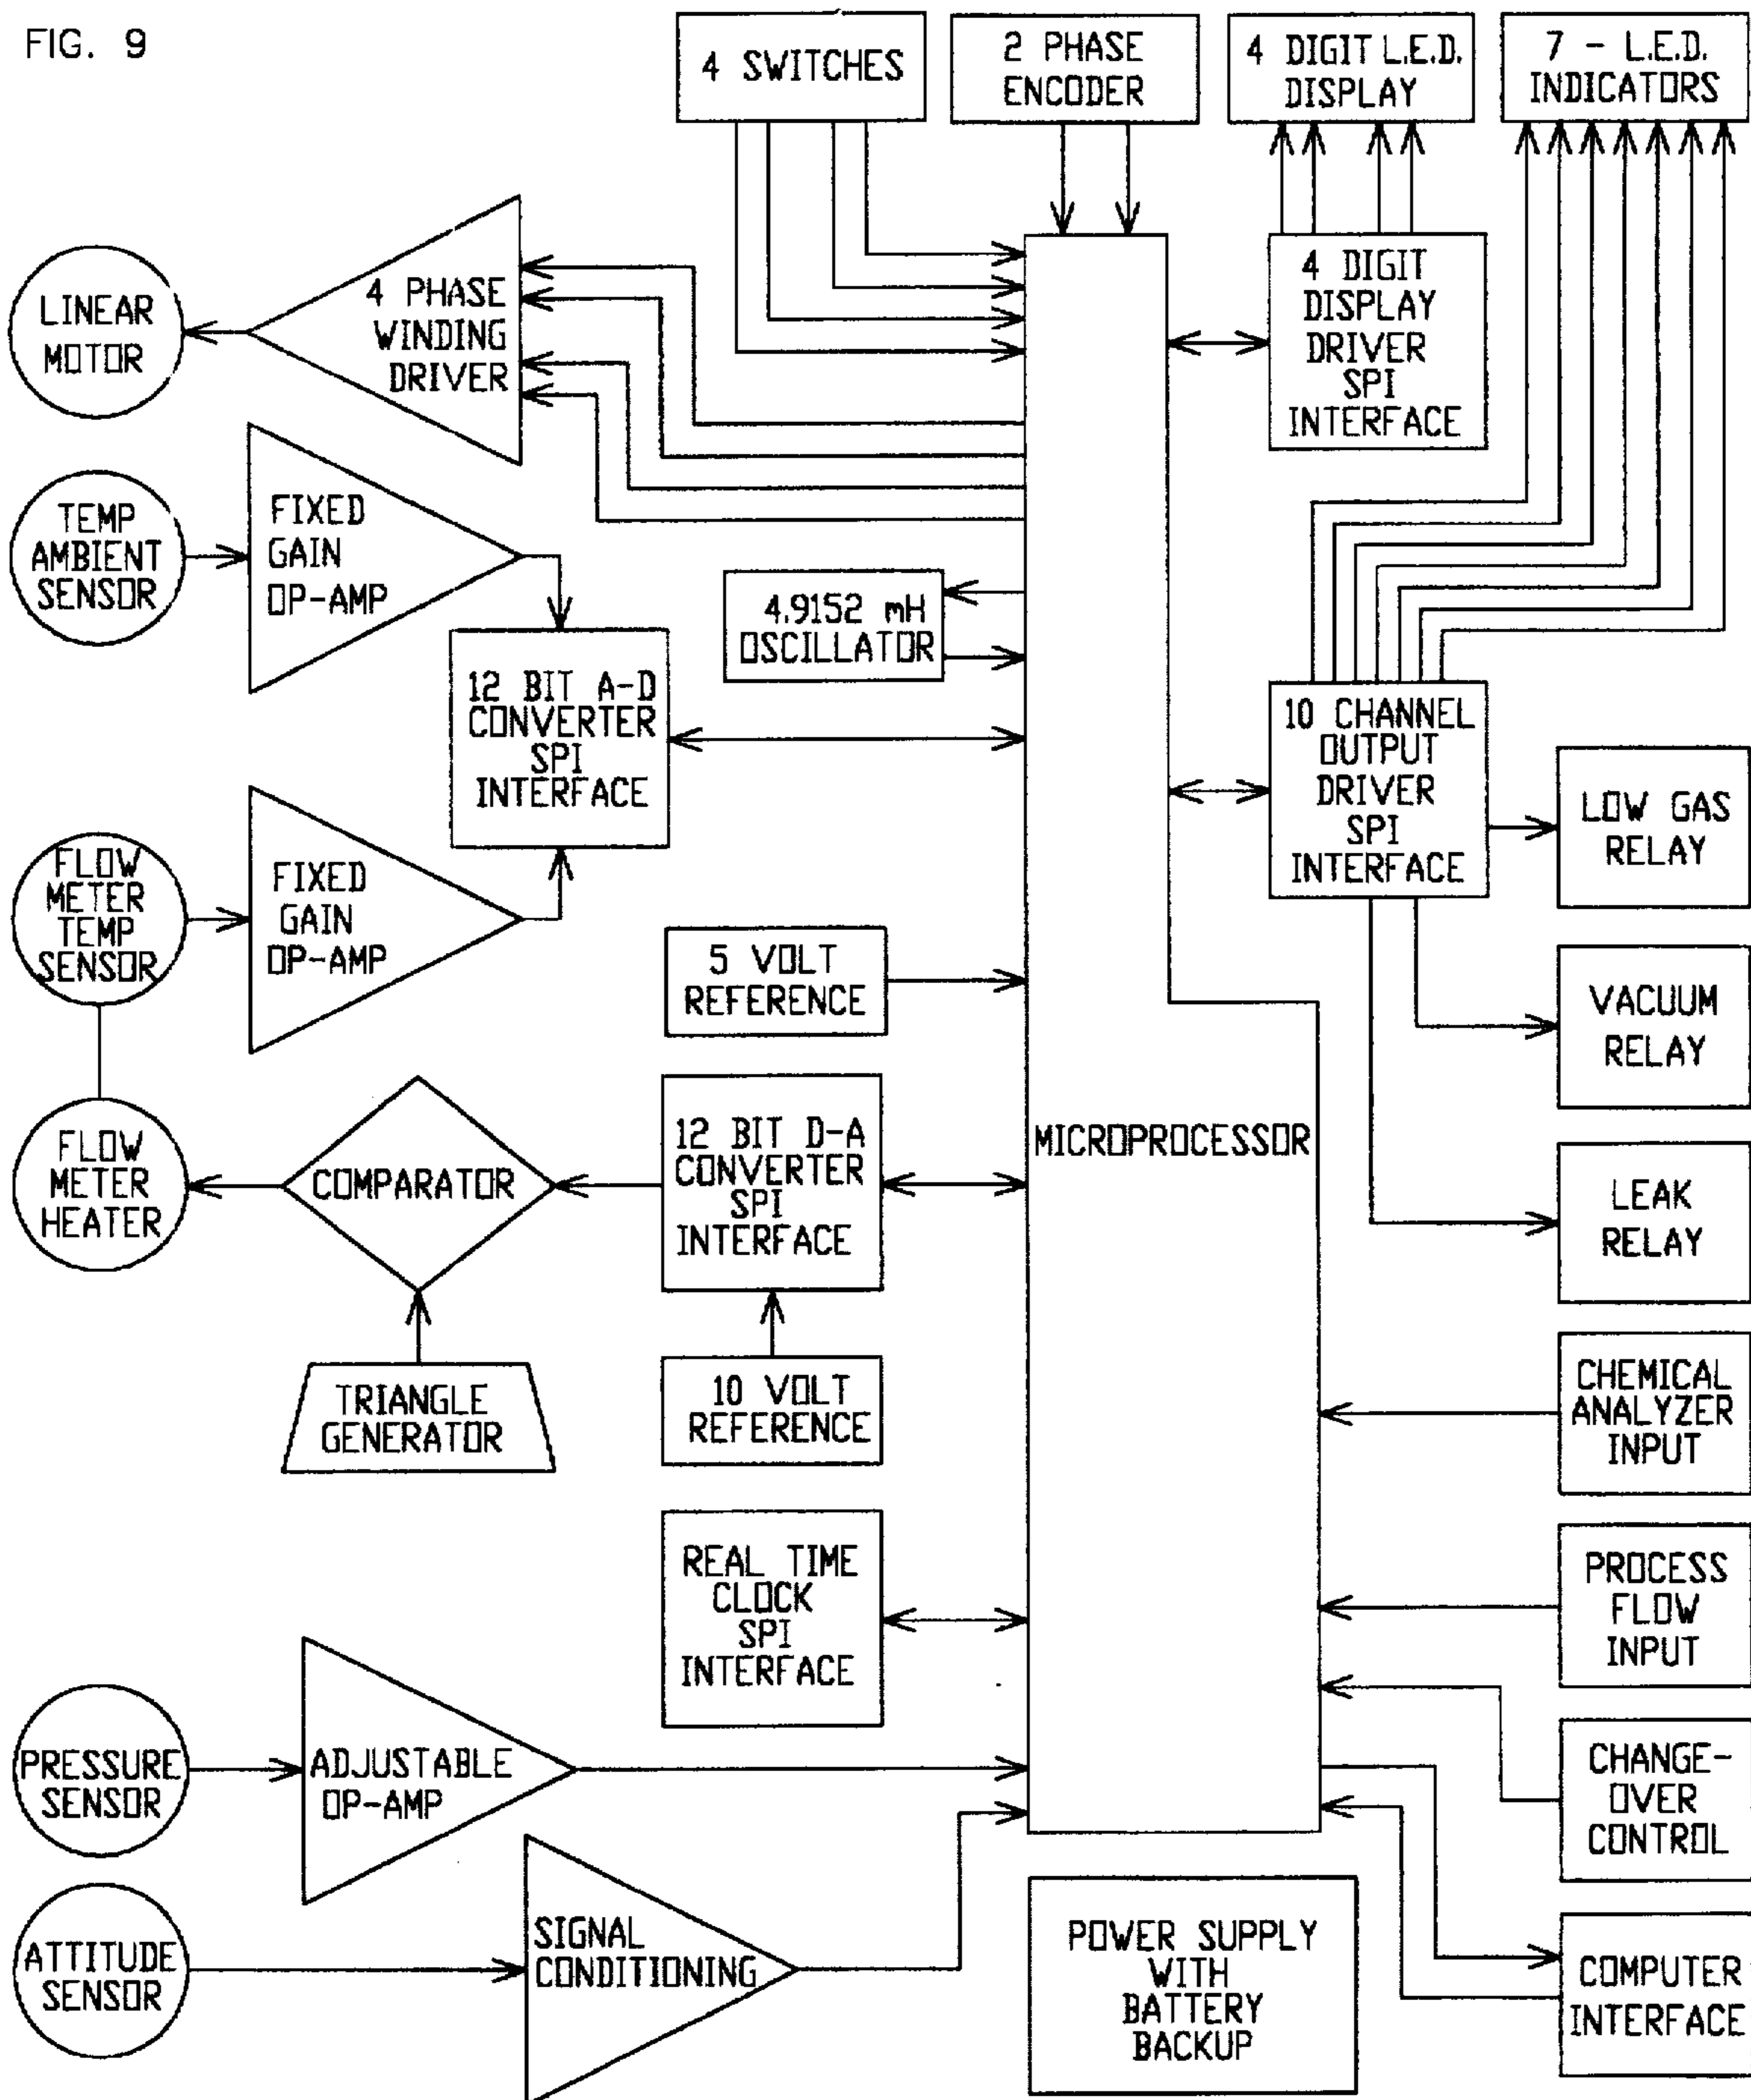 FIG. 9
4 SWITCHES
2 PHASE
ENCODER
4 DIGIT L.E.D.
DISPLAY
7 - L.E.D.
INDICATORS
LINEAR
MOTOR
4 PHASE
WINDING
DRIVER
4 DIGIT
DISPLAY
DRIVER
SPI
INTERFACE
TEMP
AMBIENT
SENSOR
FIXED
GAIN
OP-AMP
4.9152 mH
OSCILLATOR
12 BIT A-D
CONVERTER
SPI
INTERFACE
10 CHANNEL
OUTPUT
DRIVER
SPI
INTERFACE
LOW GAS
RELAY
FLOW
METER
TEMP
SENSOR
FIXED
GAIN
OP-AMP
5 VOLT
REFERENCE
VACUUM
RELAY
FLOW
METER
HEATER
COMPARATOR
12 BIT D-A
CONVERTER
SPI
INTERFACE
MICROPROCESSOR
LEAK
RELAY
TRIANGLE
GENERATOR
10 VOLT
REFERENCE
CHEMICAL
ANALYZER
INPUT
REAL TIME
CLOCK
SPI
INTERFACE
PROCESS
FLOW
INPUT
PRESSURE
SENSOR
ADJUSTABLE
OP-AMP
CHANGE-
OVER
CONTROL
ATTITUDE
SENSOR
SIGNAL
CONDITIONING
POWER SUPPLY
WITH
BATTERY
BACKUP
COMPUTER
INTERFACE